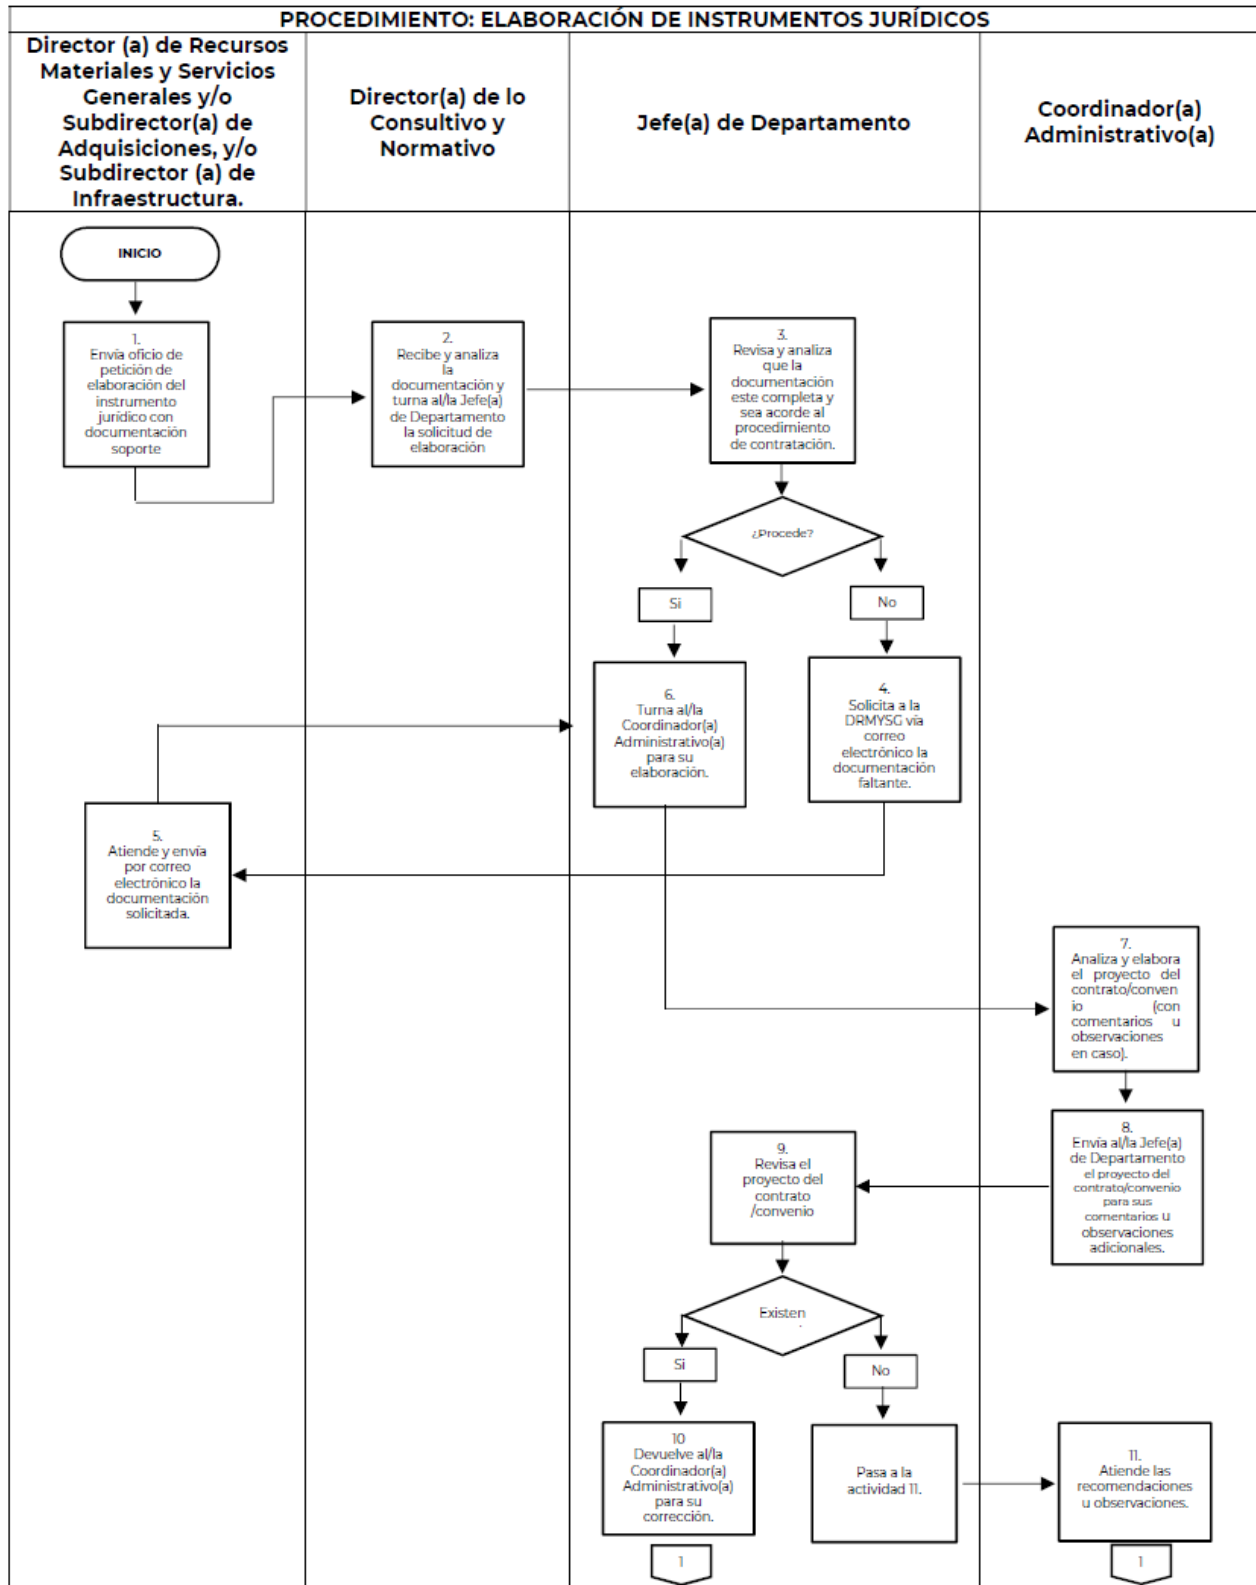 PROCEDIMIENTO: ELABORACIÓN DE INSTRUMENTOS JURÍDICOS
Director (a) de Recursos
Materiales y Servicios
Generales y/o
Subdirector(a) de
Adquisiciones, y/o
Subdirector (a) de
Infraestructura.
Director(a) de lo
Consultivo y
Normativo
Jefe(a) de Departamento
Coordinador(a)
Administrativo(a)
INICIO
1.
Envía oficio de
petición de
elaboración del
instrumento
jurídico con
documentación
soporte
2.
Recibe y analiza
la
documentación y
turna al/la Jefe(a)
de Departamento
la solicitud de
elaboración
3.
Revisa y analiza
que la
documentación
este completa y
sea acorde al
procedimiento
de contratación.
¿Procede?
Si
No
6.
Turna al/la
Coordinador(a)
Administrativo(a)
para su
elaboración.
4.
Solicita a la
DRMYSG vía
correo
electrónico la
documentación
faltante.
5.
Atiende y envía
por correo
electrónico la
documentación
solicitada.
7.
Analiza y elabora
el proyecto del
contrato/conven
io (con
comentarios u
observaciones
en caso).
8.
Envía al/la Jefe(a)
de Departamento
el proyecto del
contrato/convenio
para sus
comentarios u
observaciones
adicionales.
9.
Revisa el
proyecto del
contrato
/convenio
Existen
Si
No
10
Devuelve al/la
Coordinador(a)
Administrativo(a)
para su
corrección.
Pasa a la
actividad 11.
11.
Atiende las
recomendaciones
u observaciones.
1
1